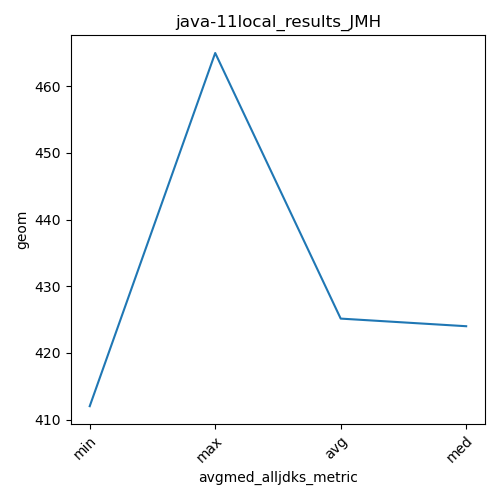 java-11local_results_JMH
geom
460
450
440
430
420
410
min
max
avg
med
avgmed_alljdks_metric